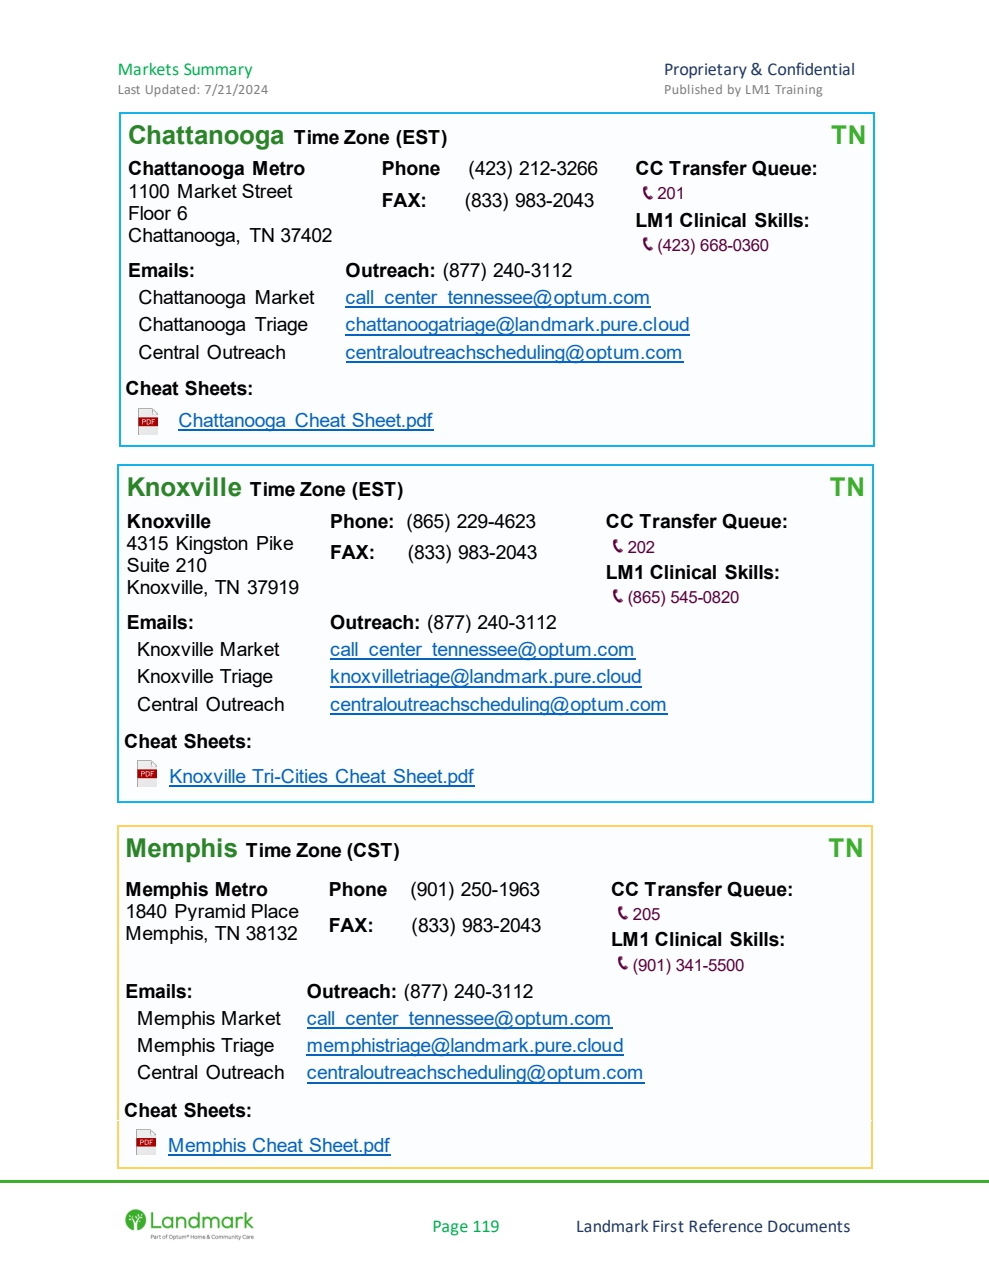 Markets Summary
Proprietary & Confidential
Last Updated: 7/21/2024
Published by LM1 Training
Chattanooga Time Zone (EST) TN
Chattanooga Metro
1100 Market Street
Floor 6
Chattanooga, TN 37402
Phone (423) 212-3266
FAX: (833) 983-2043
CC Transfer Queue:
201
LM1 Clinical Skills:
(423) 668-0360
Emails: Outreach: (877) 240-3112
Chattanooga Market call_center_tennessee@optum.com
Chattanooga Triage chattanoogatriage@landmark.pure.cloud
Central Outreach centraloutreachscheduling@optum.com
Cheat Sheets:
PDF Chattanooga Cheat Sheet.pdf
Knoxville Time Zone (EST) TN
Knoxville
4315 Kingston Pike
Suite 210
Knoxville, TN 37919
Phone: (865) 229-4623
FAX: (833) 983-2043
CC Transfer Queue:
202
LM1 Clinical Skills:
(865) 545-0820
Emails: Outreach: (877) 240-3112
Knoxville Market call_center_tennessee@optum.com
Knoxville Triage knoxvilletriage@landmark.pure.cloud
Central Outreach centraloutreachscheduling@optum.com
Cheat Sheets:
PDF Knoxville Tri-Cities Cheat Sheet.pdf
Memphis Time Zone (CST) TN
Memphis Metro
1840 Pyramid Place
Memphis, TN 38132
Phone (901) 250-1963
FAX: (833) 983-2043
CC Transfer Queue:
205
LM1 Clinical Skills:
(901) 341-5500
Emails: Outreach: (877) 240-3112
Memphis Market call_center_tennessee@optum.com
Memphis Triage memphistriage@landmark.pure.cloud
Central Outreach centraloutreachscheduling@optum.com
Cheat Sheets:
PDF Memphis Cheat Sheet.pdf
Landmark
Part of Optum® Home & Community Care
Page 119
Landmark First Reference Documents